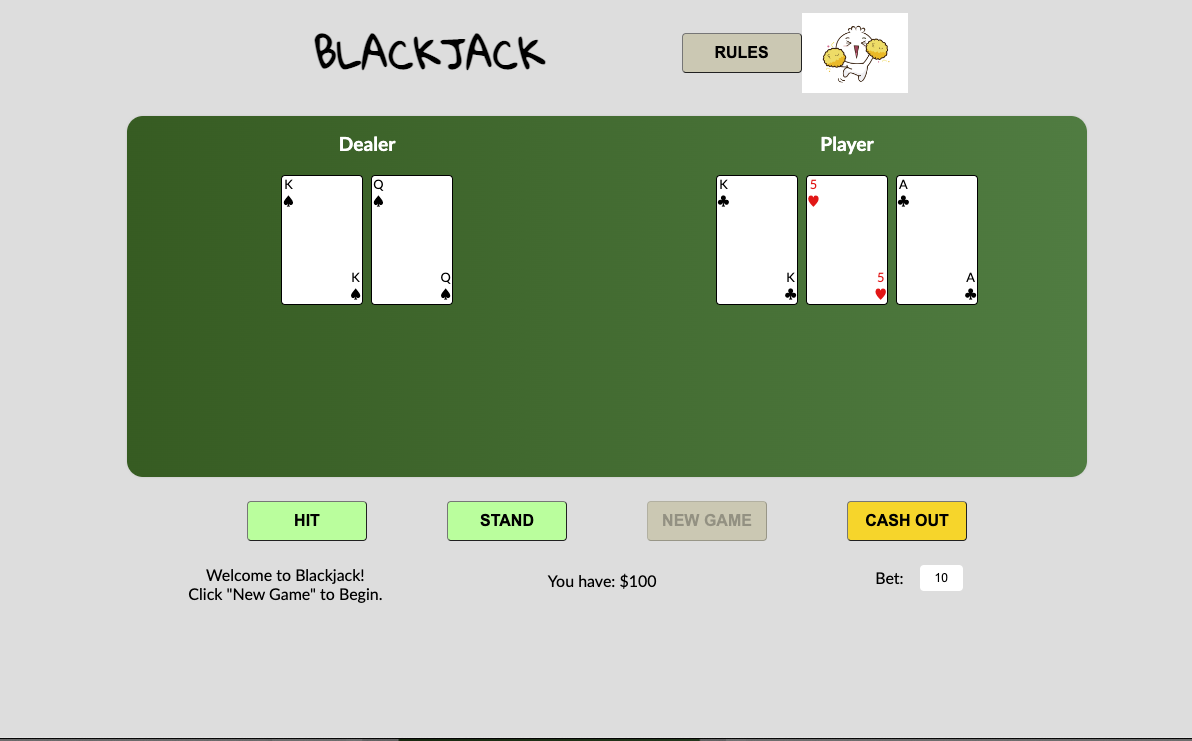 BLACKJACK
RULES
Dealer
Player
K
♠
K
♠
Q
♠
Q
♠
K
♣
K
♣
5
♥
5
♥
A
♣
A
♣
HIT
STAND
NEW GAME
CASH OUT
Welcome to Blackjack!
Click "New Game" to Begin.
You have: $100
Bet:
10